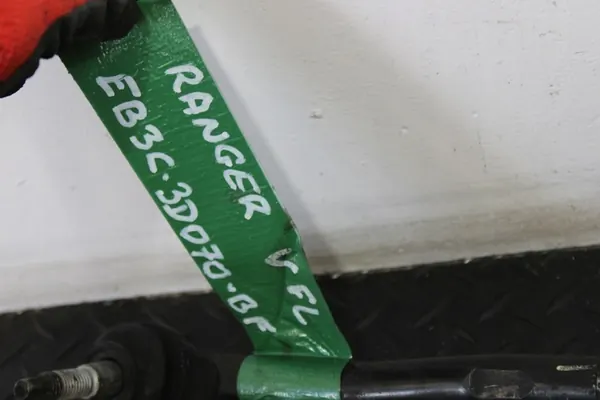 RANGER V FL
EB3C-3D070-BF